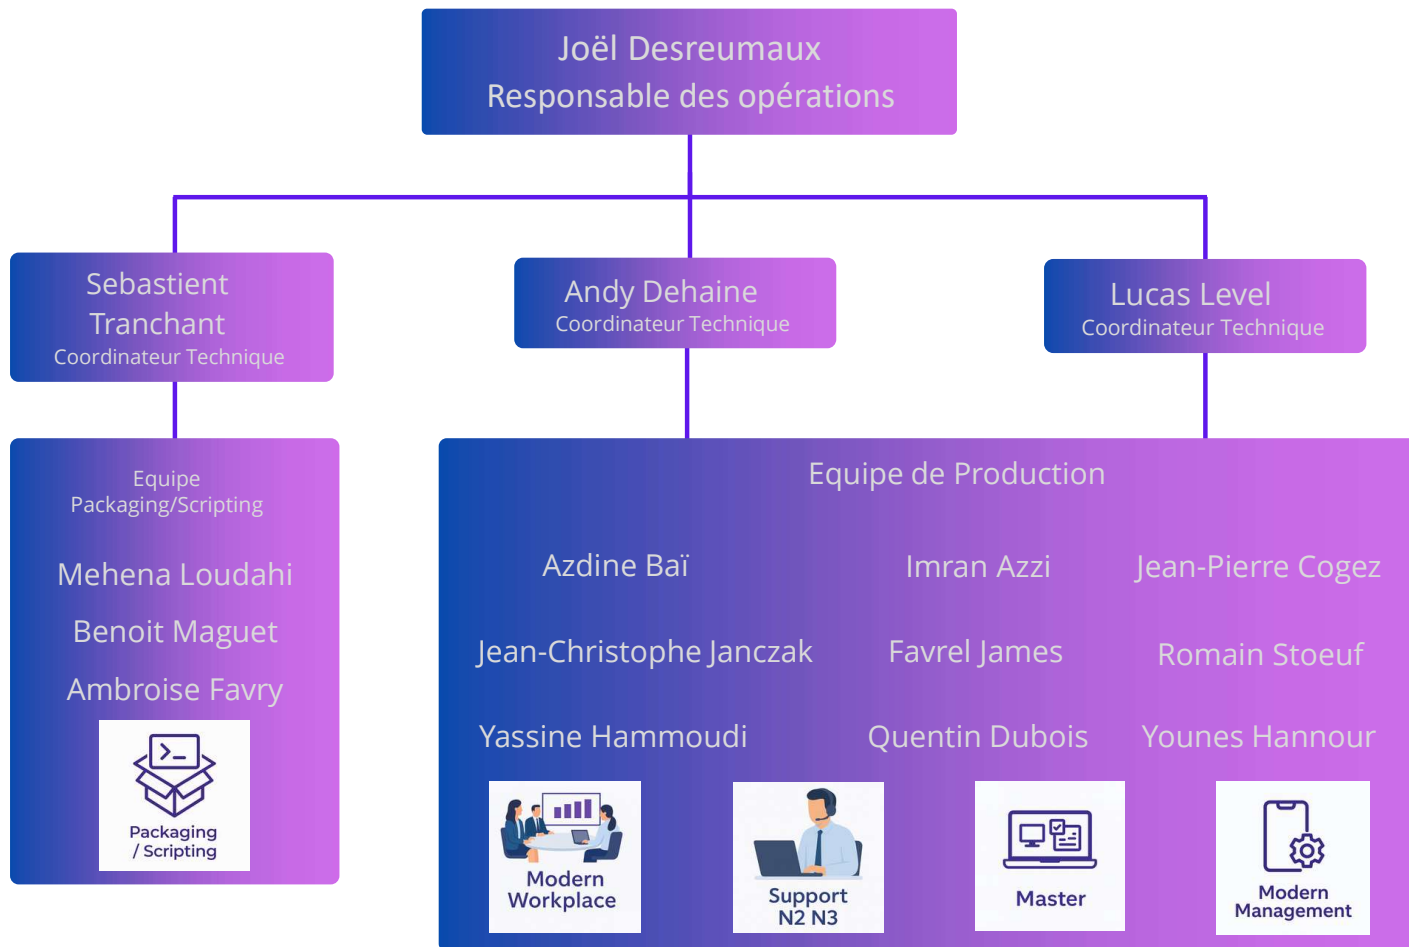 Joël Desreumaux
Responsable des opérations
Sebastient
Tranchant
Coordinateur Technique
Andy Dehaine
Coordinateur Technique
Lucas Level
Coordinateur Technique
Equipe
Packaging/Scripting
Mehena Loudahi
Benoit Maguet
Ambroise Favry
>_
Packaging
/ Scripting
Equipe de Production
Azdine Baï
Imran Azzi
Jean-Pierre Cogez
Jean-Christophe Janczak
Favrel James
Romain Stoeuf
Yassine Hammoudi
Quentin Dubois
Younes Hannour
Modern
Workplace
Support
N2 N3
Master
Modern
Management